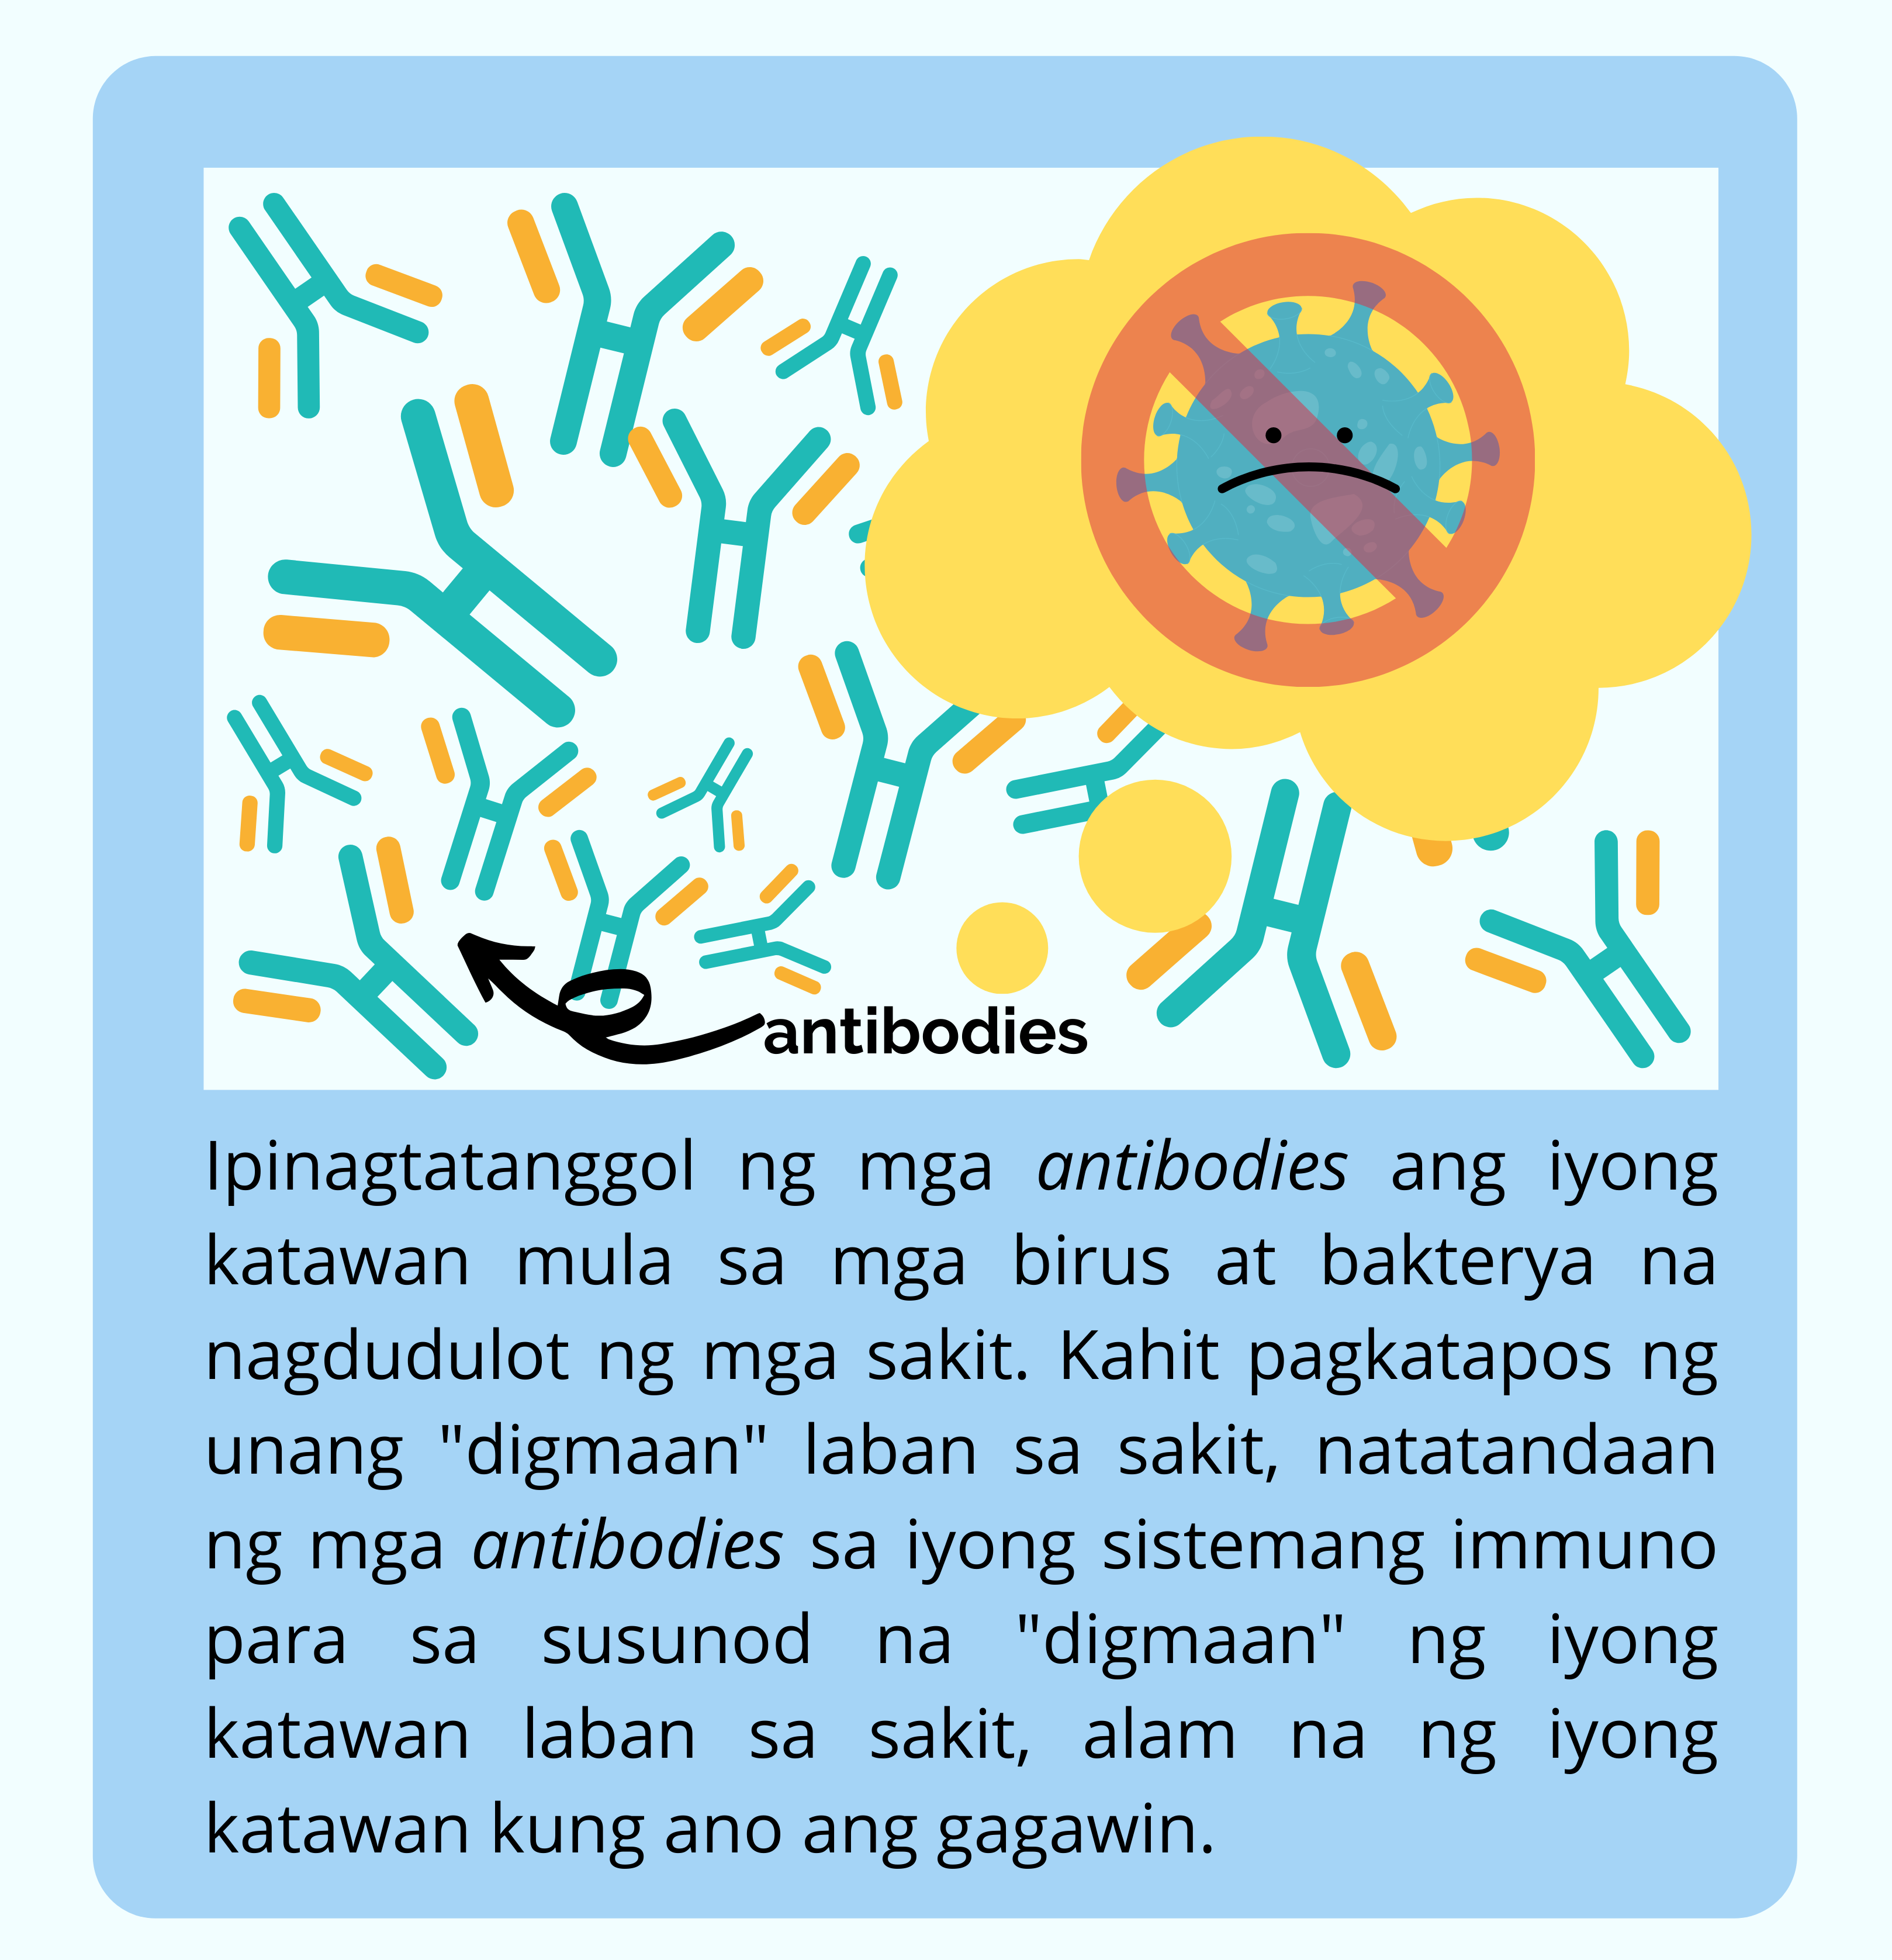 antibodies
Ipinagtatanggol ng mga antibodies ang iyong
katawan mula sa mga birus at bakterya na
nagdudulot ng mga sakit. Kahit pagkatapos ng
unang "digmaan" laban sa sakit, natatandaan
ng mga antibodies sa iyong sistemang immuno
para sa susunod na "digmaan" ng iyong
katawan laban sa sakit, alam na ng iyong
katawan kung ano ang gagawin.